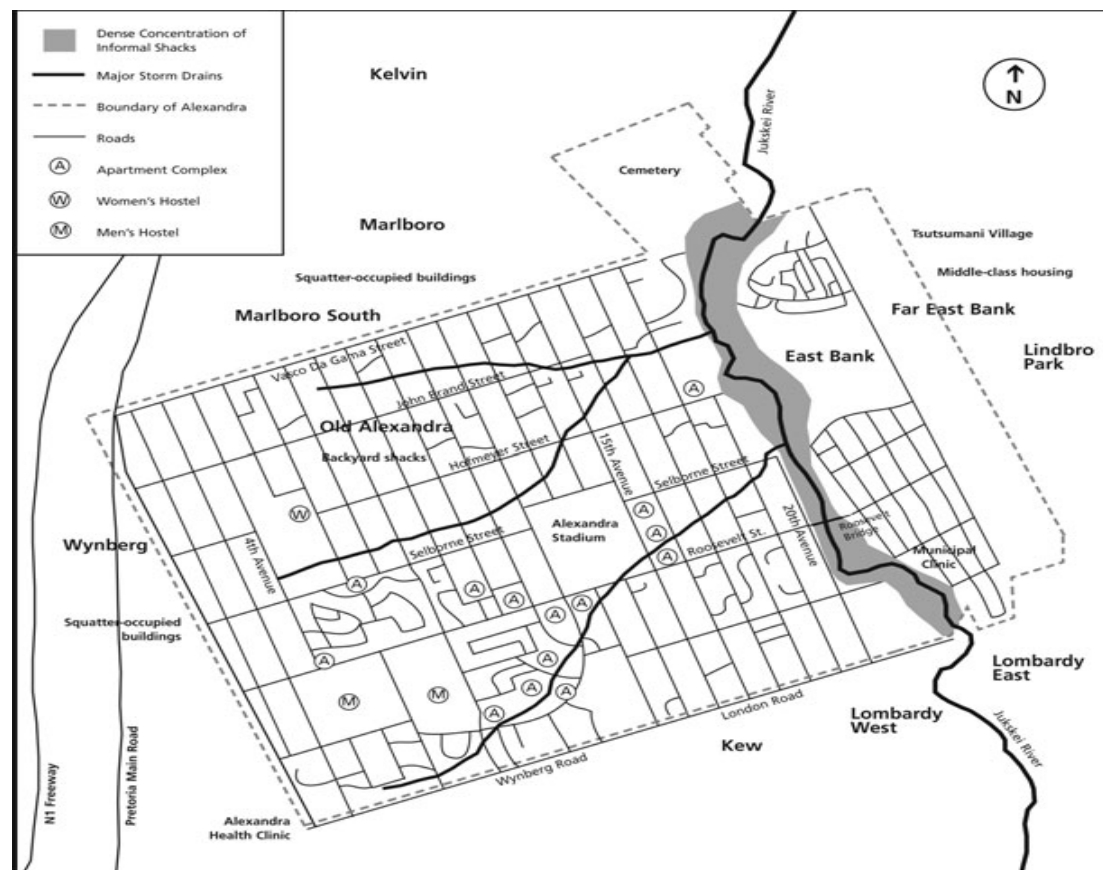 Dense Concentration of
Informal Shacks
Major Storm Drains
Boundary of Alexandra
Roads
A
Apartment Complex
W
Women's Hostel
M
Men's Hostel
N
Kelvin
Jukskei River
Cemetery
Marlboro
Tsutsumani Village
Squatter-occupied buildings
Middle-class housing
Far East Bank
Marlboro South
Lindbro
Park
East Bank
Vasco Da Gama Street
John Brand Street
A
Old Alexandra
Backyard shacks
Hofmeyer Street
15th Avenue
Selborne Street
W
A
A
A
Alexandra
Stadium
Roosevelt St.
20th Avenue
Roosevelt
Bridge
Municipal
Clinic
Wynberg
4th Avenue
Selborne Street
A
A
A
A
A
Squatter-occupied
buildings
A
A
M
M
A
A
A
Lombardy
East
Lombardy
West
London Road
Kew
Wynberg Road
Jukskei River
N1 Freeway
Pretoria Main Road
Alexandra
Health Clinic